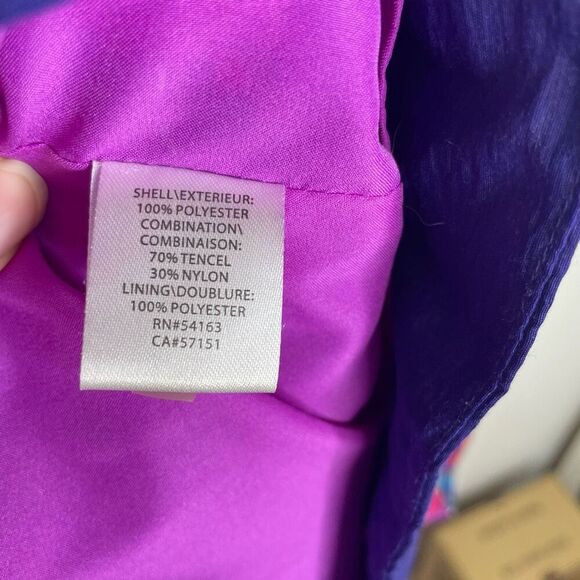 SHELL\EXTERIEUR:
100% POLYESTER
COMBINATION\
COMBINAISON:
70% TENCEL
30% NYLON
LINING\DOUBLURE:
100% POLYESTER
RN#54163
CA#57151